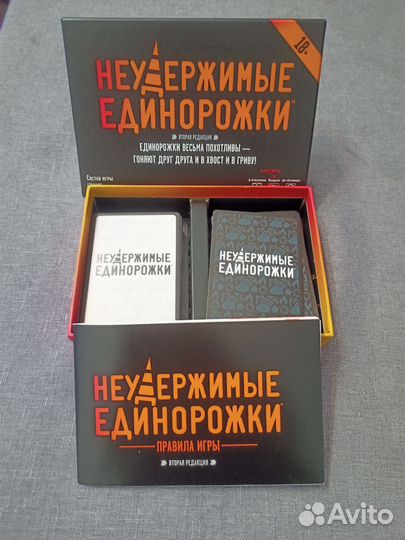 18+
НЕУДЕРЖИМЫЕ
ЕДИНОРОЖКИ
ВТОРАЯ РЕДАКЦИЯ
ЕДИНОРОЖКИ ВЕСЬМА ПОХОТЛИВЫ —
ГОНЯЮТ ДРУГ ДРУГА И В ХВОСТ И В ГРИВУ!
Состав игры
НЕУДЕРЖИМЫЕ
ЕДИНОРОЖКИ
НЕУДЕРЖИМЫЕ
ЕДИНОРОЖКИ
НЕУДЕРЖИМЫЕ
ЕДИНОРОЖКИ
ПРАВИЛА ИГРЫ
ВТОРАЯ РЕДАКЦИЯ
Avito